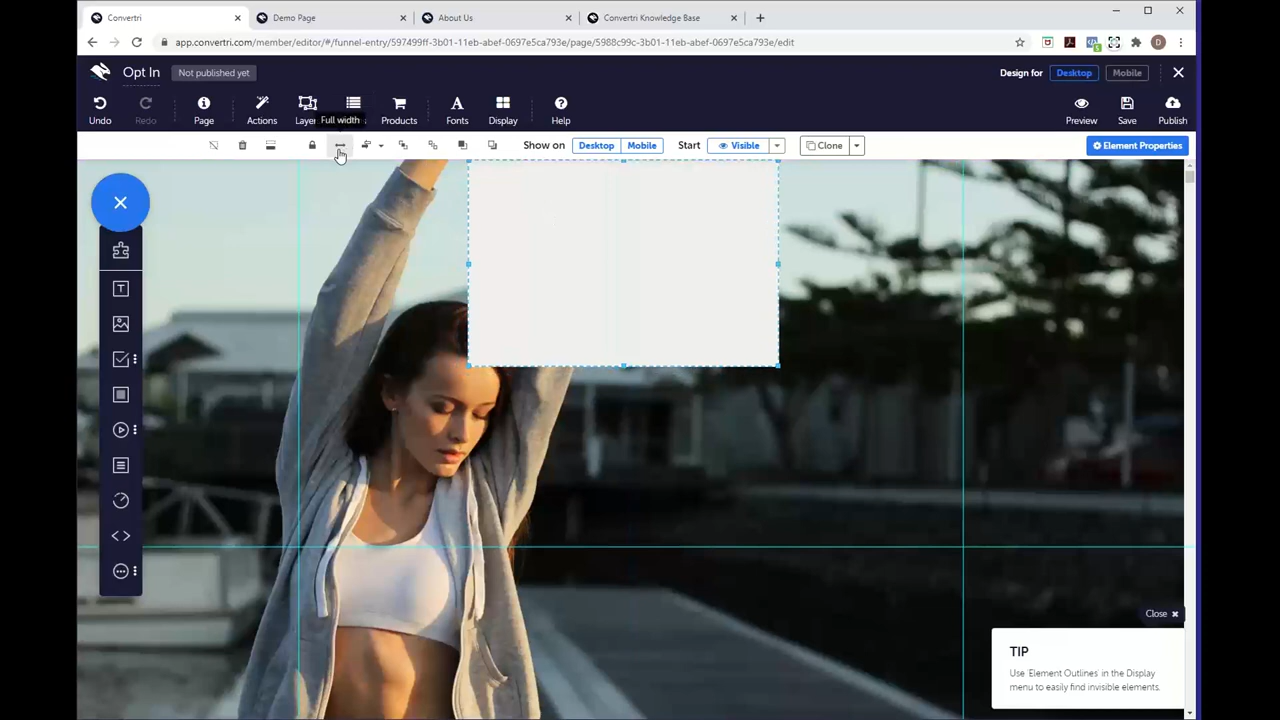 Convertri
Demo Page
About Us
Convertri Knowledge Base
app.convertri.com/member/editor/#/funnel-entry/597499ff-3b01-11eb-abef-0697e5ca793e/page/5988c99c-3b01-11eb-abef-0697e5ca793e/edit
Opt In
Not published yet
Design for
Desktop
Mobile
Undo
Redo
Page
Actions
Layer
Full width
Products
Fonts
Display
Help
Preview
Save
Publish
Show on
Desktop
Mobile
Start
Visible
Clone
Element Properties
Close
TIP
Use 'Element Outlines' in the Display
menu to easily find invisible elements.